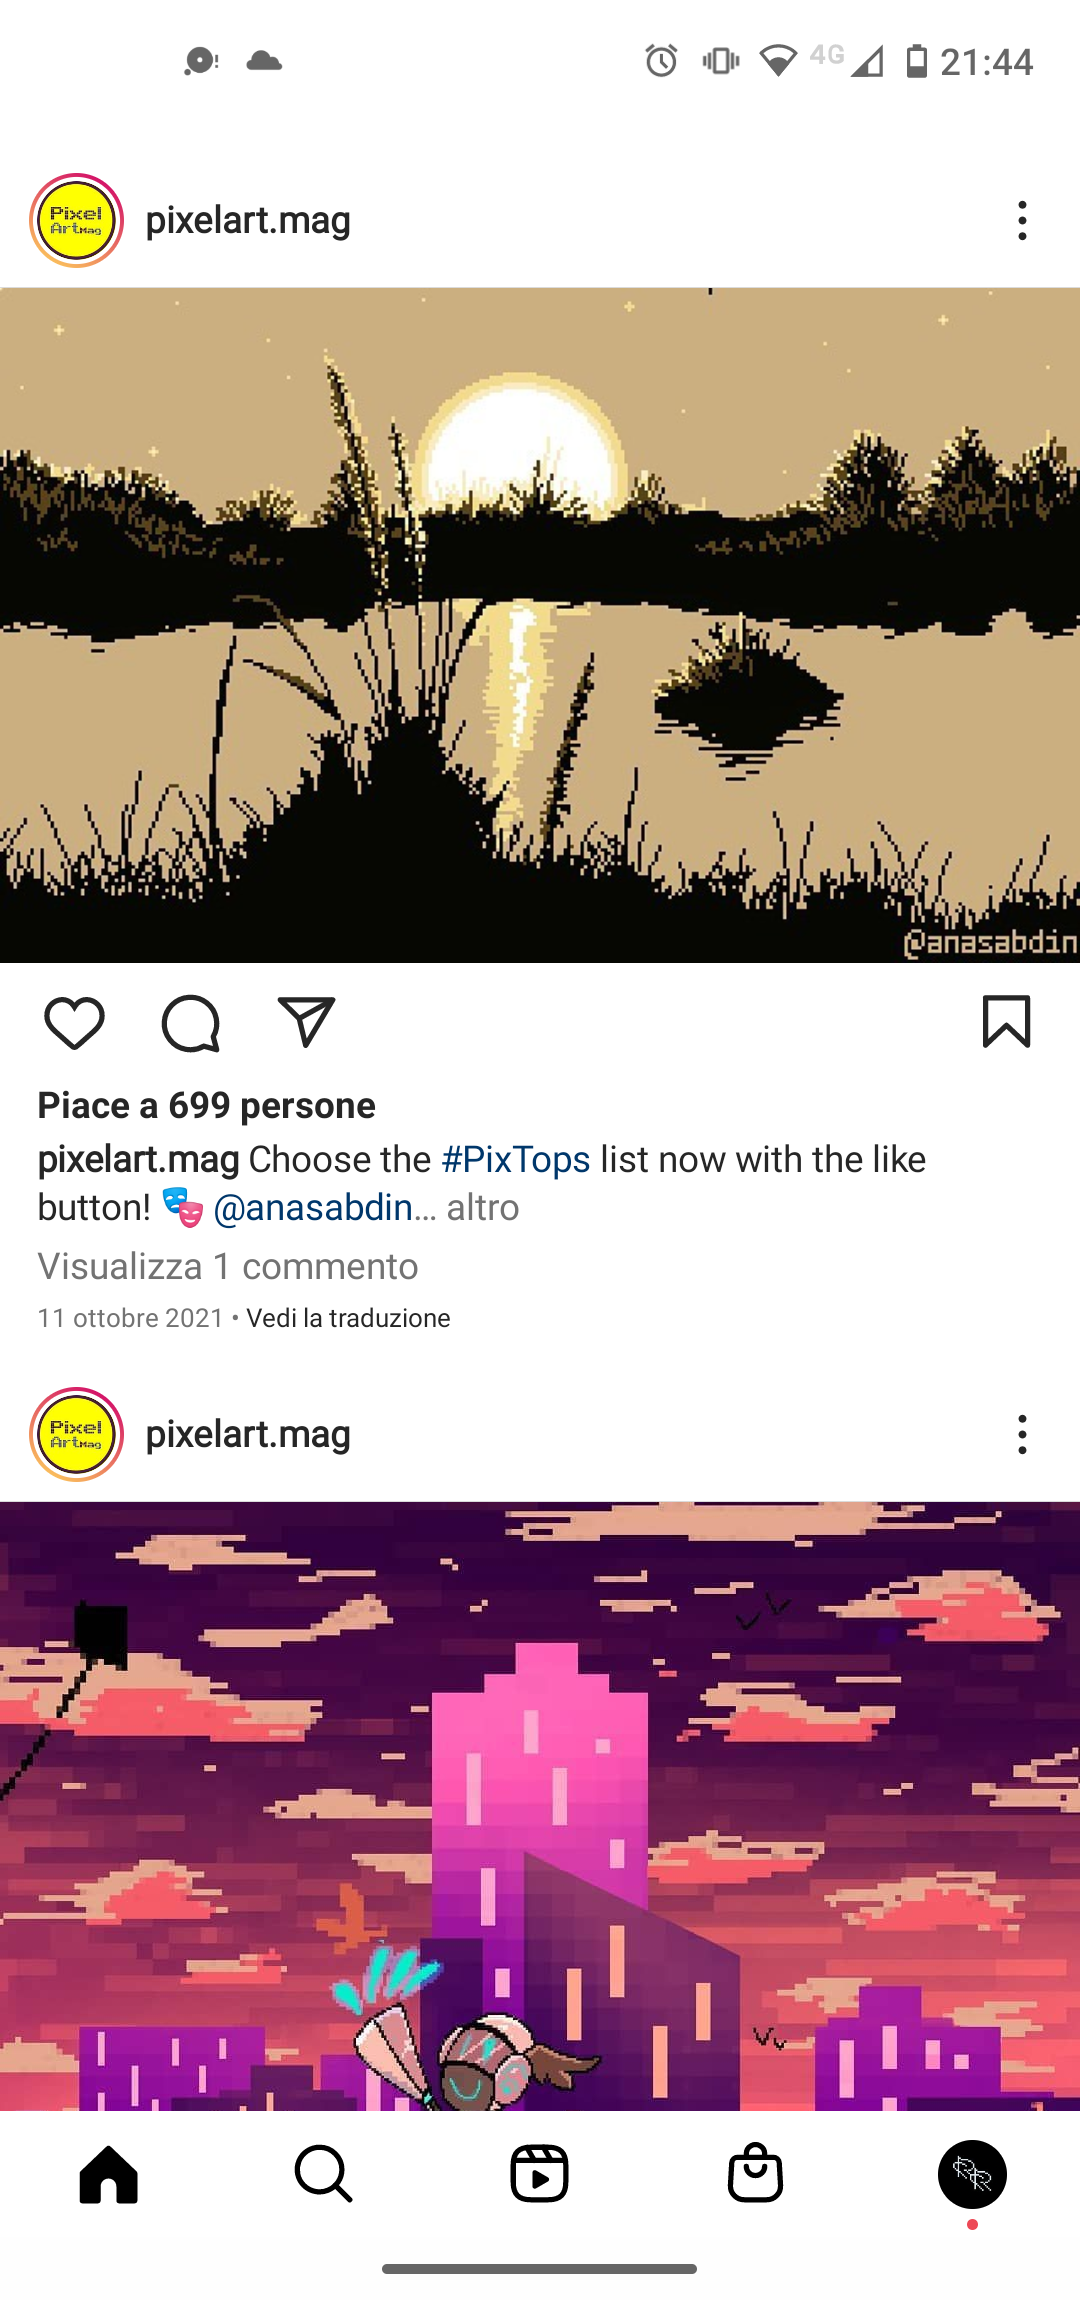 4G 21:44
Pixel
ArtMag
pixelart.mag
@anasabdin
Piace a 699 persone
pixelart.mag Choose the #PixTops list now with the like
button! 🎭 @anasabdin... altro
Visualizza 1 commento
11 ottobre 2021 • Vedi la traduzione
Pixel
ArtMag
pixelart.mag